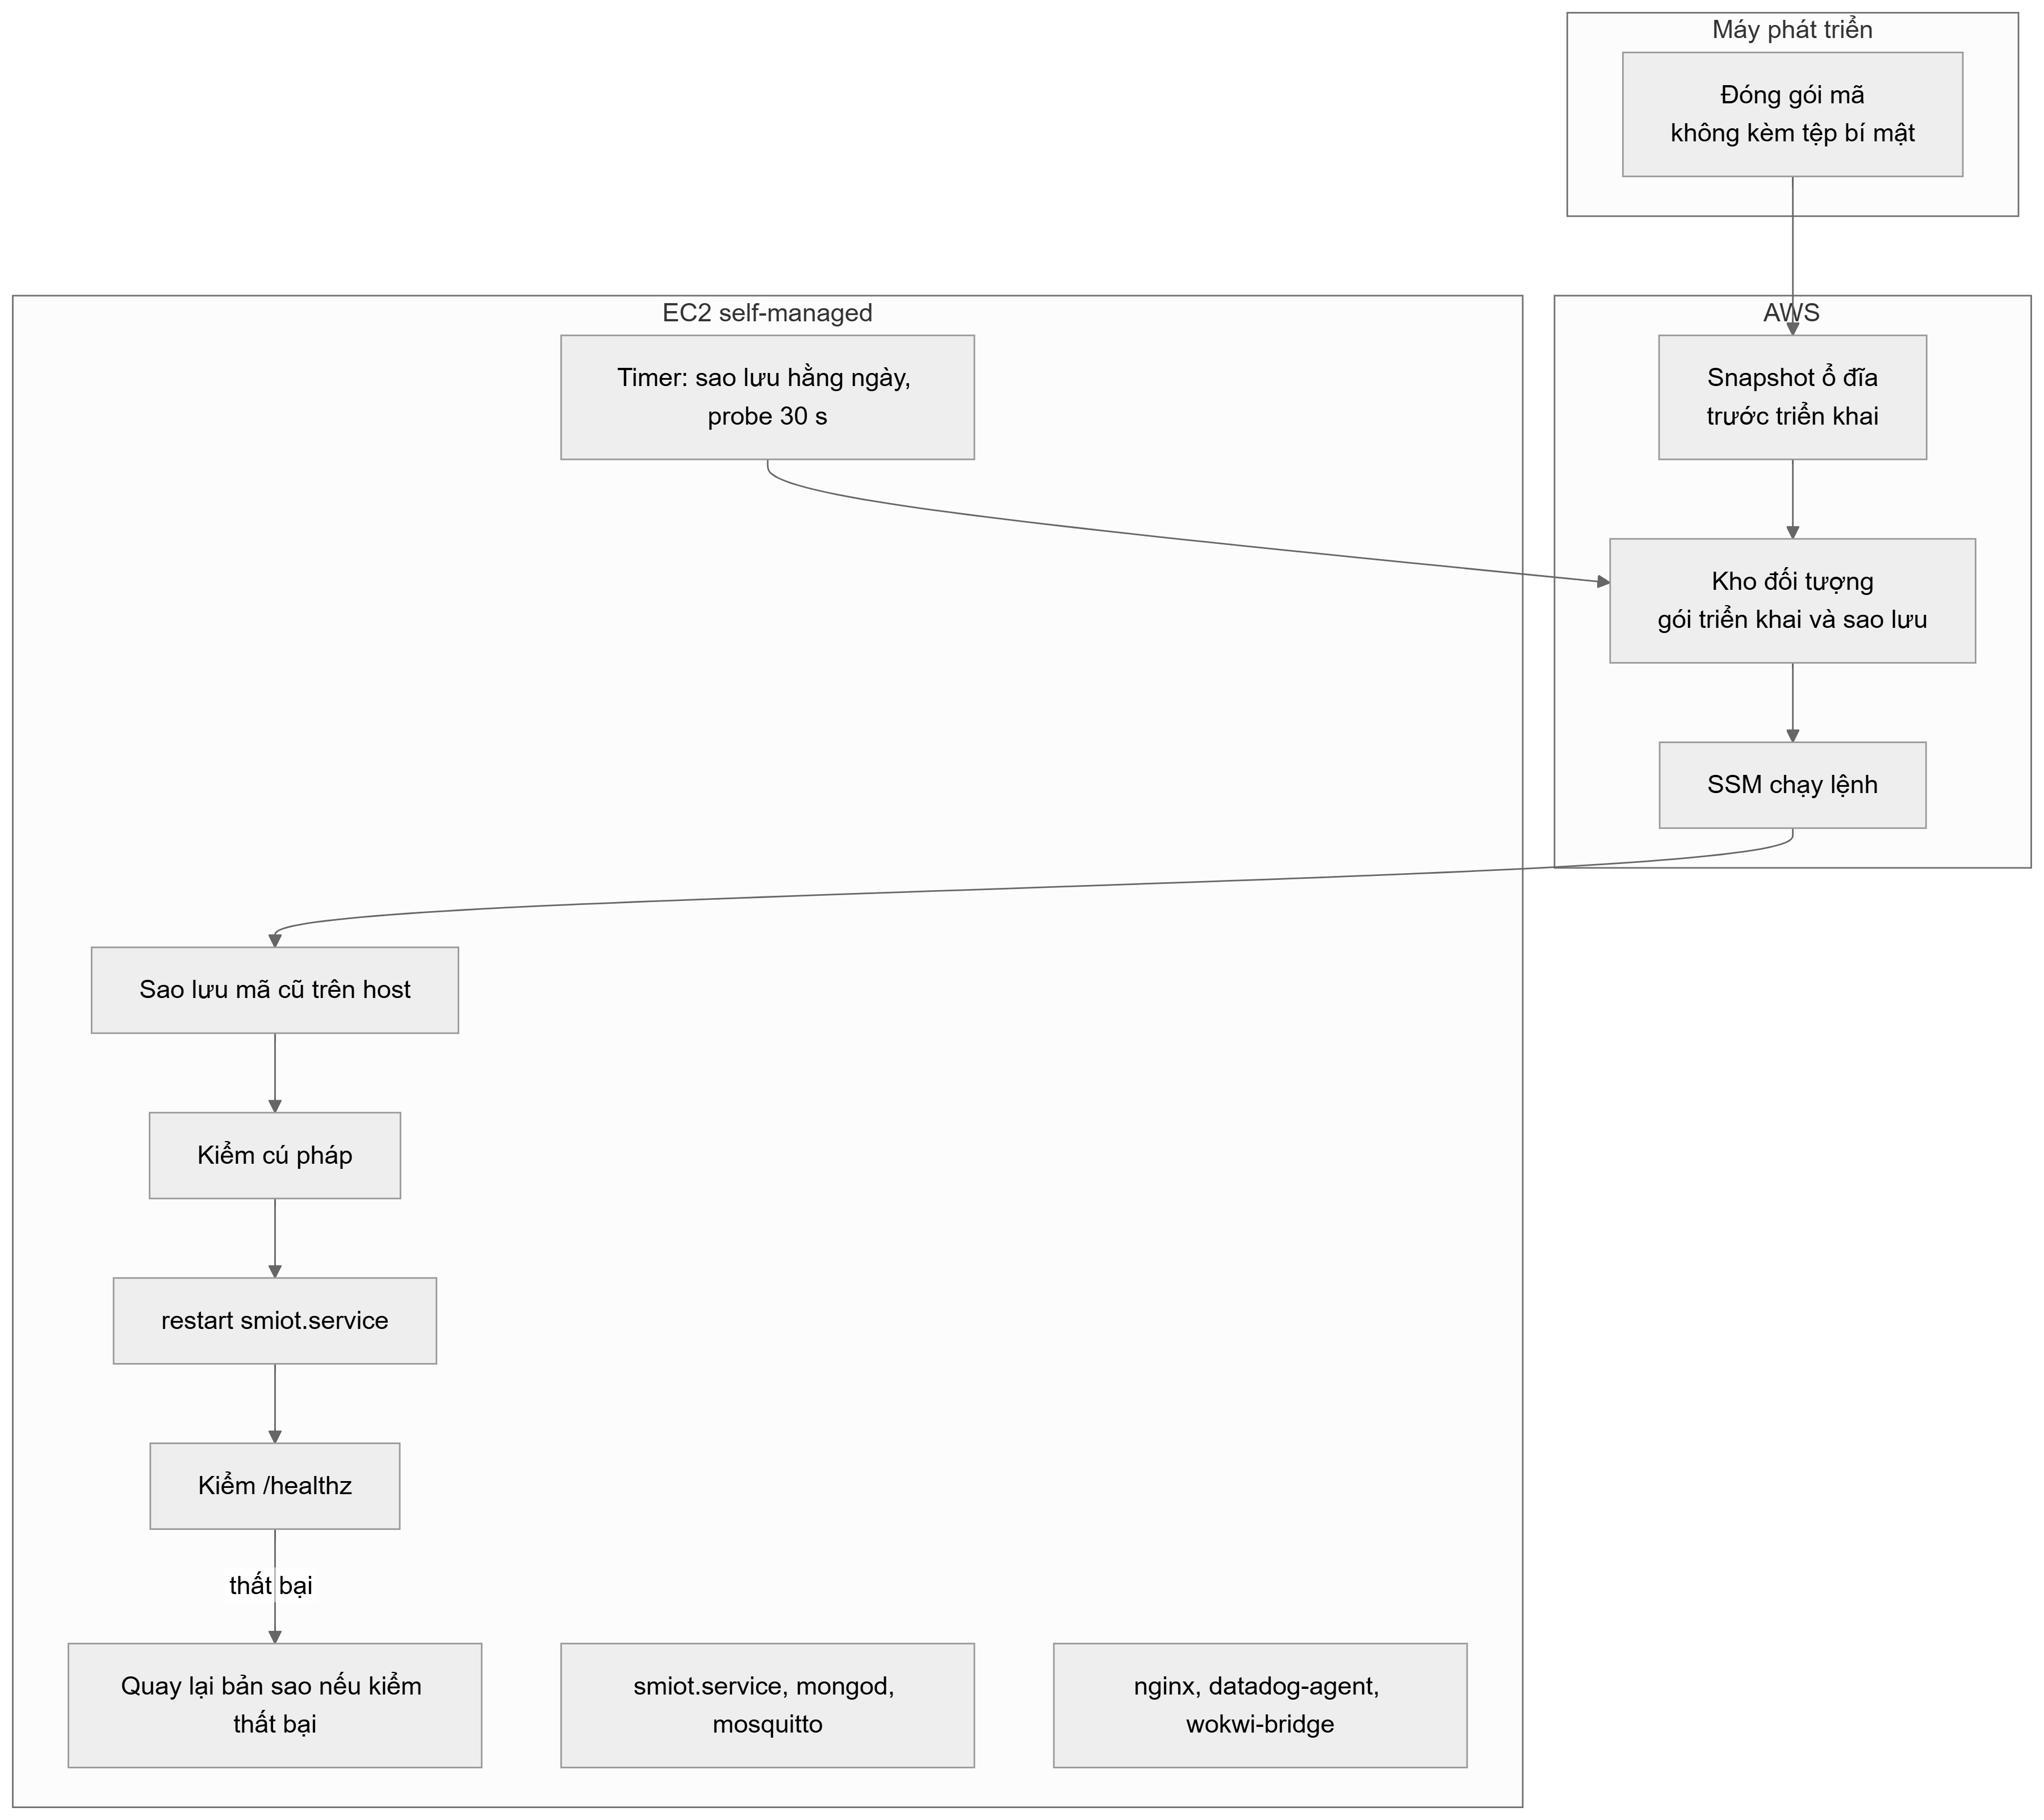 Máy phát triển
Đóng gói mã
không kèm tệp bí mật
EC2 self-managed
AWS
Timer: sao lưu hằng ngày,
probe 30 s
Snapshot ổ đĩa
trước triển khai
Kho đối tượng
gói triển khai và sao lưu
SSM chạy lệnh
Sao lưu mã cũ trên host
Kiểm cú pháp
restart smiot.service
Kiểm /healthz
thất bại
Quay lại bản sao nếu kiểm
thất bại
smiot.service, mongod,
mosquitto
nginx, datadog-agent,
wokwi-bridge